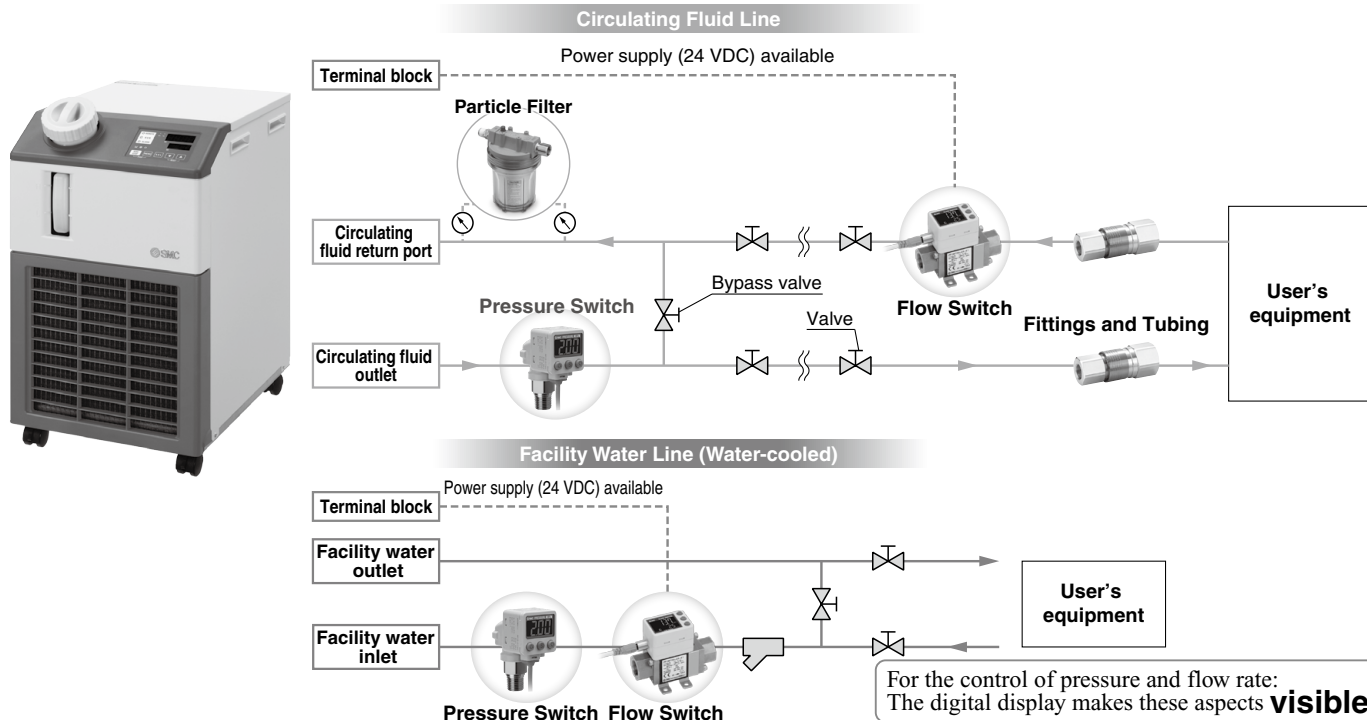 Circulating Fluid Line
Power supply (24 VDC) available
Terminal block
Particle Filter
Circulating
fluid return port
Bypass valve
Pressure Switch
Flow Switch
Valve
Fittings and Tubing
User's
equipment
Circulating fluid
outlet
SMC
Facility Water Line (Water-cooled)
Power supply (24 VDC) available
Terminal block
Facility water
outlet
User's
equipment
Facility water
inlet
Pressure Switch
Flow Switch
For the control of pressure and flow rate:
The digital display makes these aspects visible